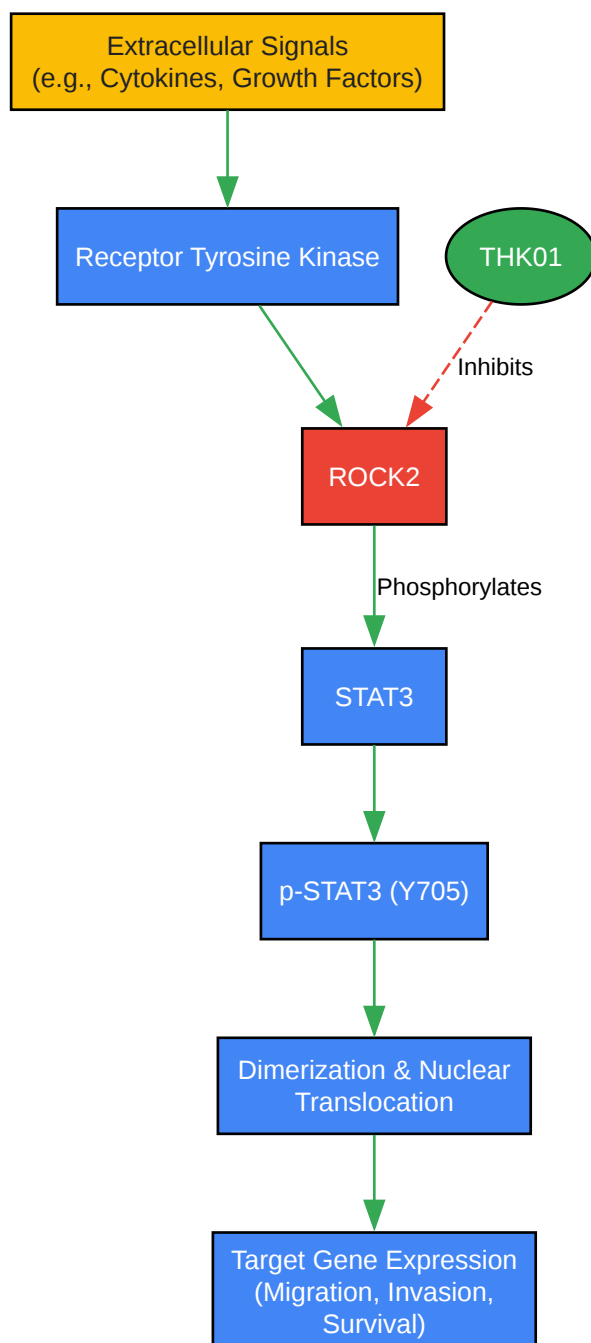 Extracellular Signals
(e.g., Cytokines, Growth Factors)
Receptor Tyrosine Kinase
THK01
Inhibits
ROCK2
Phosphorylates
STAT3
p-STAT3 (Y705)
Dimerization & Nuclear
Translocation
Target Gene Expression
(Migration, Invasion,
Survival)